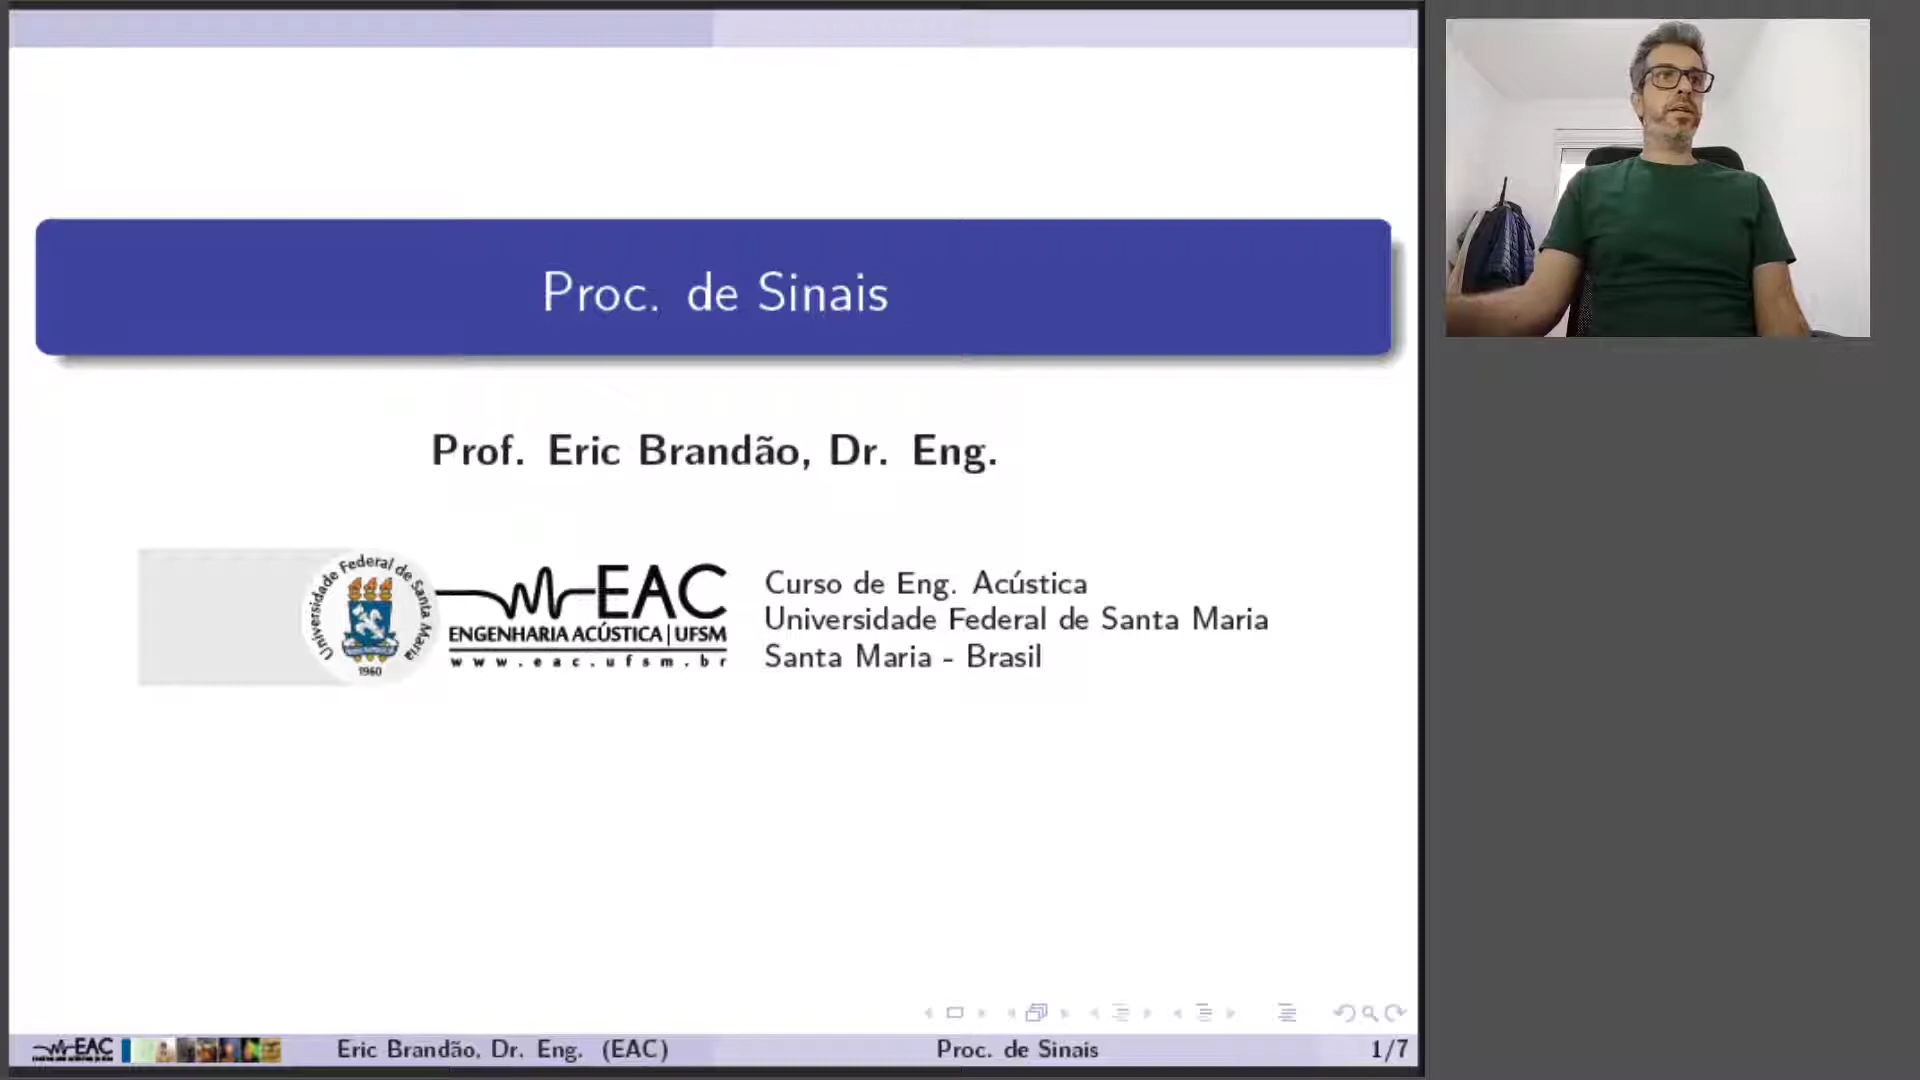 Proc. de Sinais
Prof. Eric Brandão, Dr. Eng.
Universidade Federal de Santa Maria
1960
EAC
ENGENHARIA ACÚSTICA | UFSM
www.eac.ufsm.br
Curso de Eng. Acústica
Universidade Federal de Santa Maria
Santa Maria - Brasil
EAC
Eric Brandão, Dr. Eng. (EAC)
Proc. de Sinais
1/7